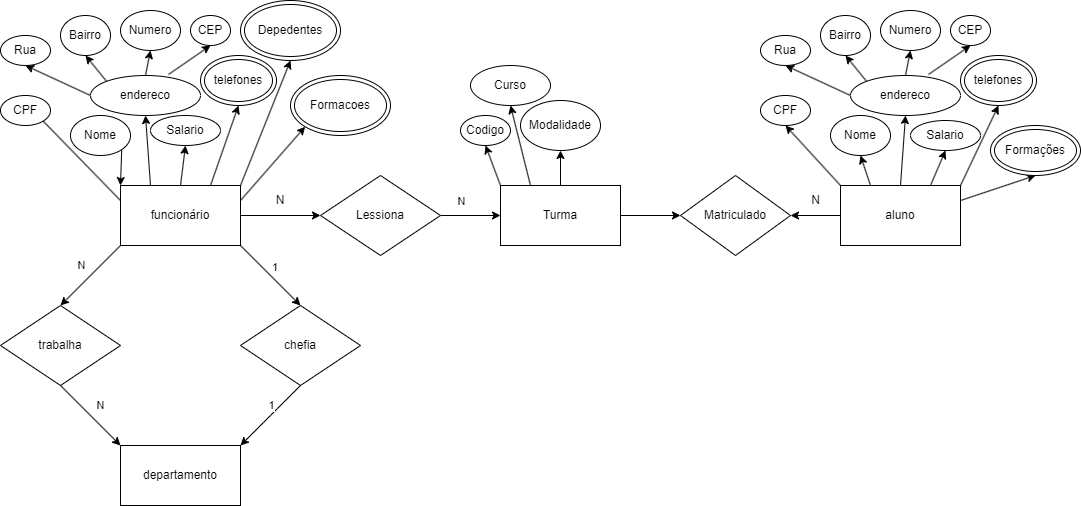 Depedentes
Numero
CEP
Bairro
Rua
endereco
telefones
Formacoes
CPF
Nome
Salario
funcionário
N
Lessiona
N
Curso
Codigo
Modalidade
Turma
Matriculado
N
Numero
CEP
Bairro
Rua
endereco
telefones
CPF
Nome
Salario
Formações
aluno
N
1
trabalha
chefia
N
1
departamento